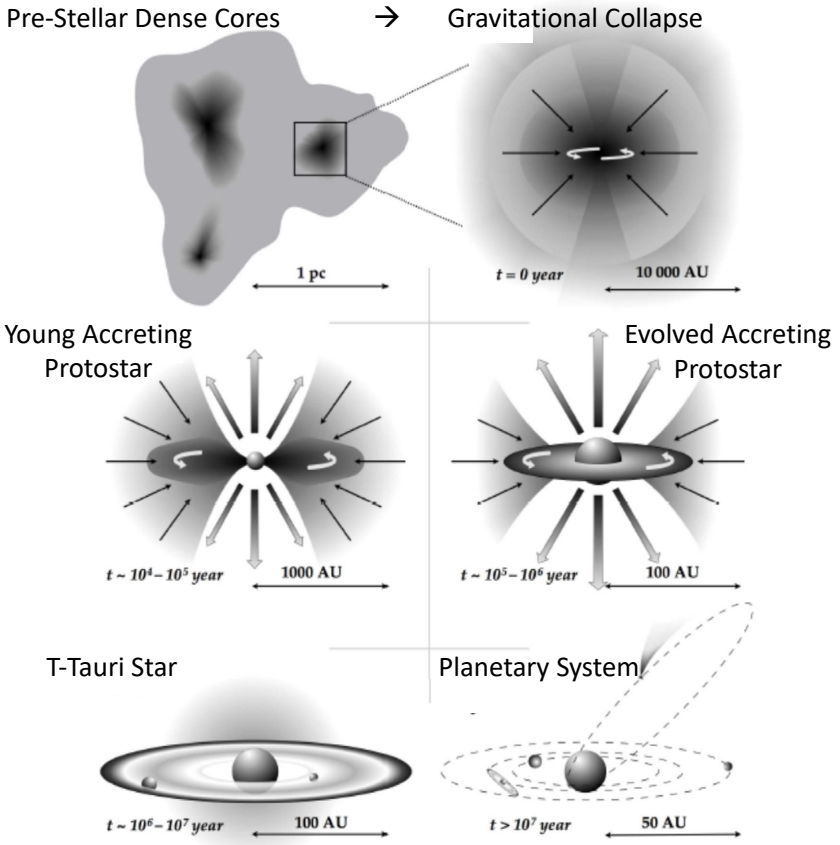 Pre-Stellar Dense Cores → Gravitational Collapse
1 pc
t = 0 year
10 000 AU
Young Accreting
Protostar
Evolved Accreting
Protostar
t ~ 10⁴ – 10⁵ year
1000 AU
t ~ 10⁵ – 10⁶ year
100 AU
T-Tauri Star
Planetary System
t ~ 10⁶ – 10⁷ year
100 AU
t > 10⁷ year
50 AU